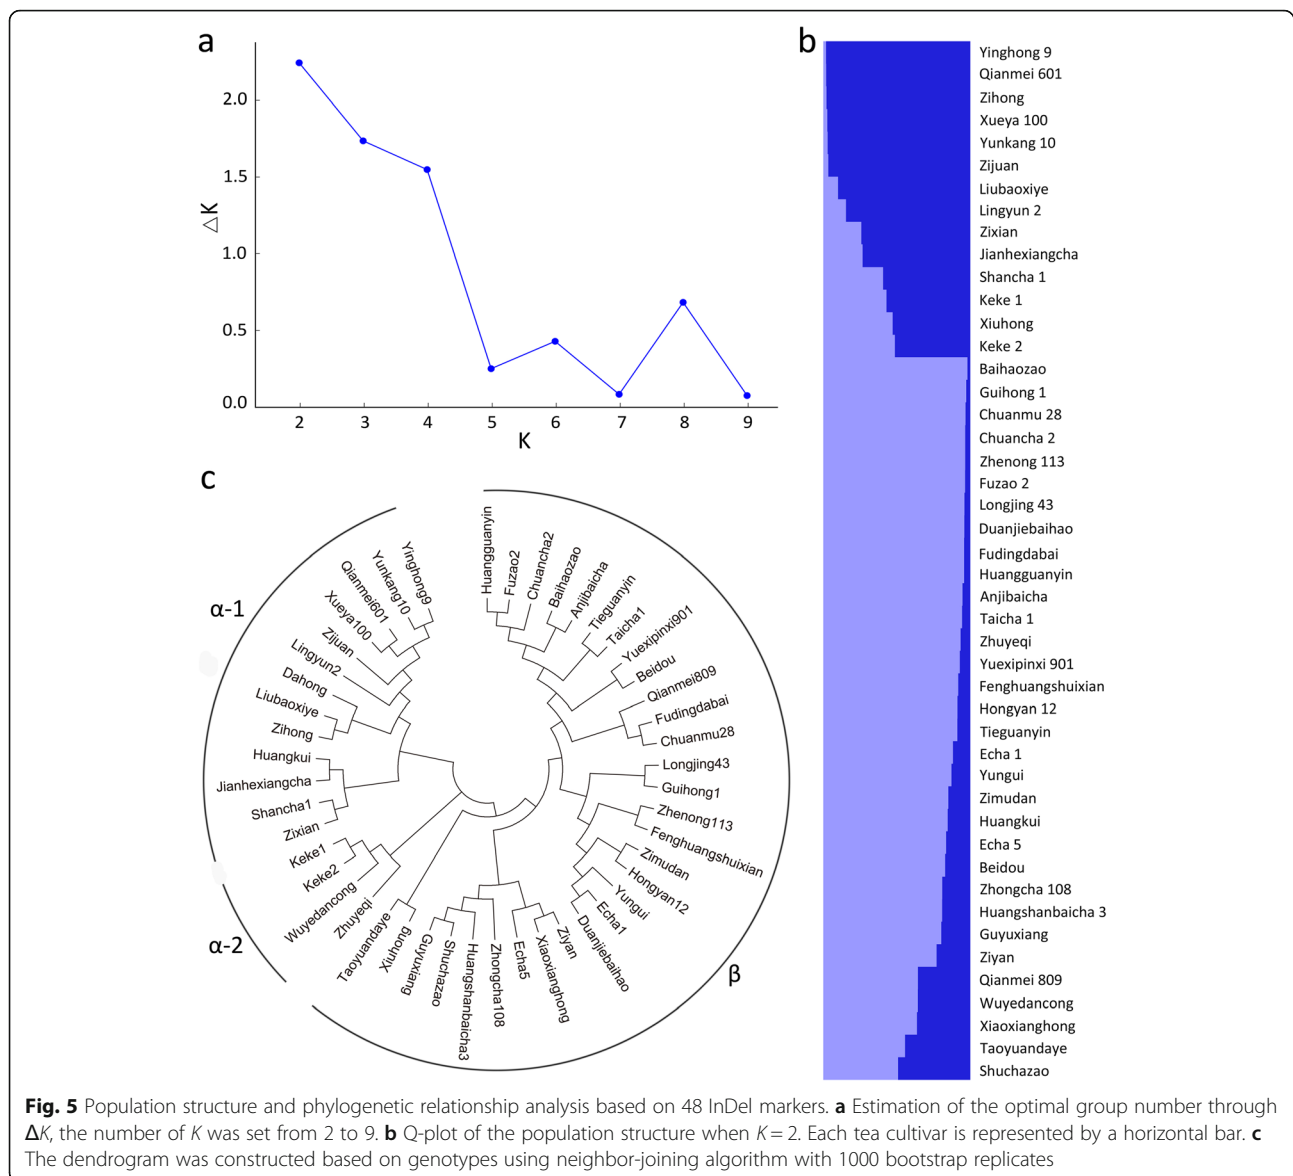 a
2.0
1.5
1.0
0.5
0.0
△K
2
3
4
5
6
7
8
9
K
b
Yinghong 9
Qianmei 601
Zihong
Xueya 100
Yunkang 10
Zijuan
Liubaoxiye
Lingyun 2
Zixian
Jianhexiangcha
Shancha 1
Keke 1
Xiuhong
Keke 2
Baihaozao
Guihong 1
Chuanmu 28
Chuancha 2
Zhenong 113
Fuzao 2
Longjing 43
Duanjiebaihao
Fudingdabai
Huangguanyin
Anjibaicha
Taicha 1
Zhuyeqi
Yuexipinxi 901
Fenghuangshuixian
Hongyan 12
Tieguanyin
Echa 1
Yungui
Zimudan
Huangkui
Echa 5
Beidou
Zhongcha 108
Huangshanbaicha 3
Guyuxiang
Ziyan
Qianmei 809
Wuyedancong
Xiaoxianghong
Taoyuandaye
Shuchazao
c
α-1
α-2
β
Huangguanyin
Fuzao2
Chuancha2
Baihaozao
Anjibaicha
Tieguanyin
Taicha1
Yuexipinxi901
Beidou
Qianmei809
Fudingdabai
Chuanmu28
Longjing43
Guihong1
Zhenong113
Fenghuangshuixian
Zimudan
Hongyan12
Yungui
Echa1
Duanjiebaihao
Ziyan
Xiaoxianghong
Echa5
Zhongcha108
Huangshanbaicha3
Shuchazao
Guyuxiang
Xiuhong
Taoyuandaye
Zhuyeqi
Wuyedancong
Keke2
Keke1
Zixian
Shancha1
Jianhexiangcha
Huangkui
Zihong
Liubaoxiye
Dahong
Lingyun2
Zijuan
Xueya100
Qianmei601
Yunkang10
Yinghong9
Fig. 5 Population structure and phylogenetic relationship analysis based on 48 InDel markers. a Estimation of the optimal group number through
ΔK, the number of K was set from 2 to 9. b Q-plot of the population structure when K = 2. Each tea cultivar is represented by a horizontal bar. c
The dendrogram was constructed based on genotypes using neighbor-joining algorithm with 1000 bootstrap replicates